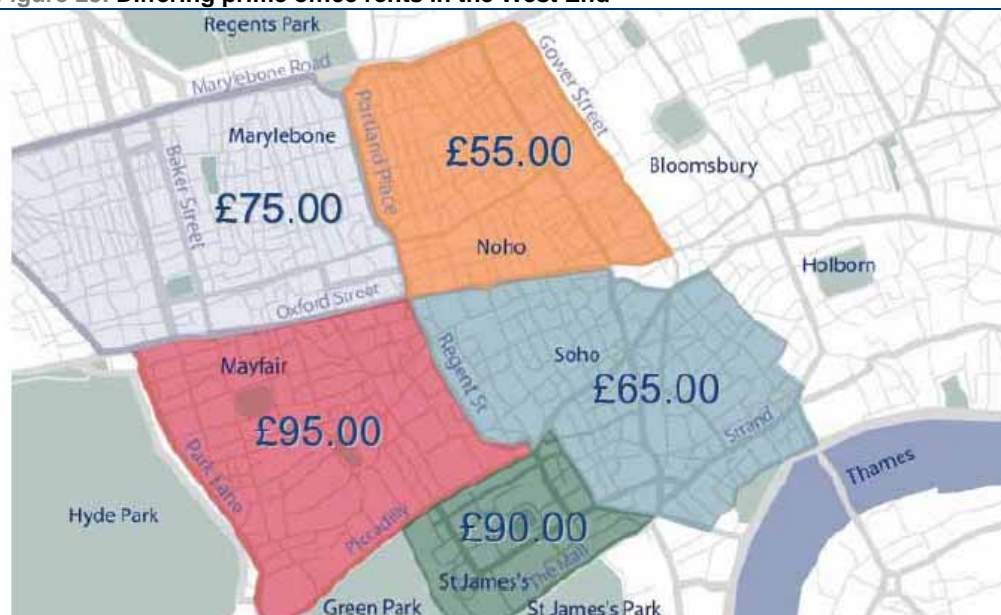 Figure 25: Differing prime office rents in the West End
Regents Park
Marylebone Road
Gower Street
Portland Place
Marylebone
£55.00
Baker Street
Bloomsbury
£75.00
Noho
Holborn
Oxford Street
Regent St
Soho
Mayfair
£65.00
£95.00
Strand
Park Lane
Thames
Hyde Park
Piccadilly
£90.00
St James's
The Mall
Green Park
St James's Park